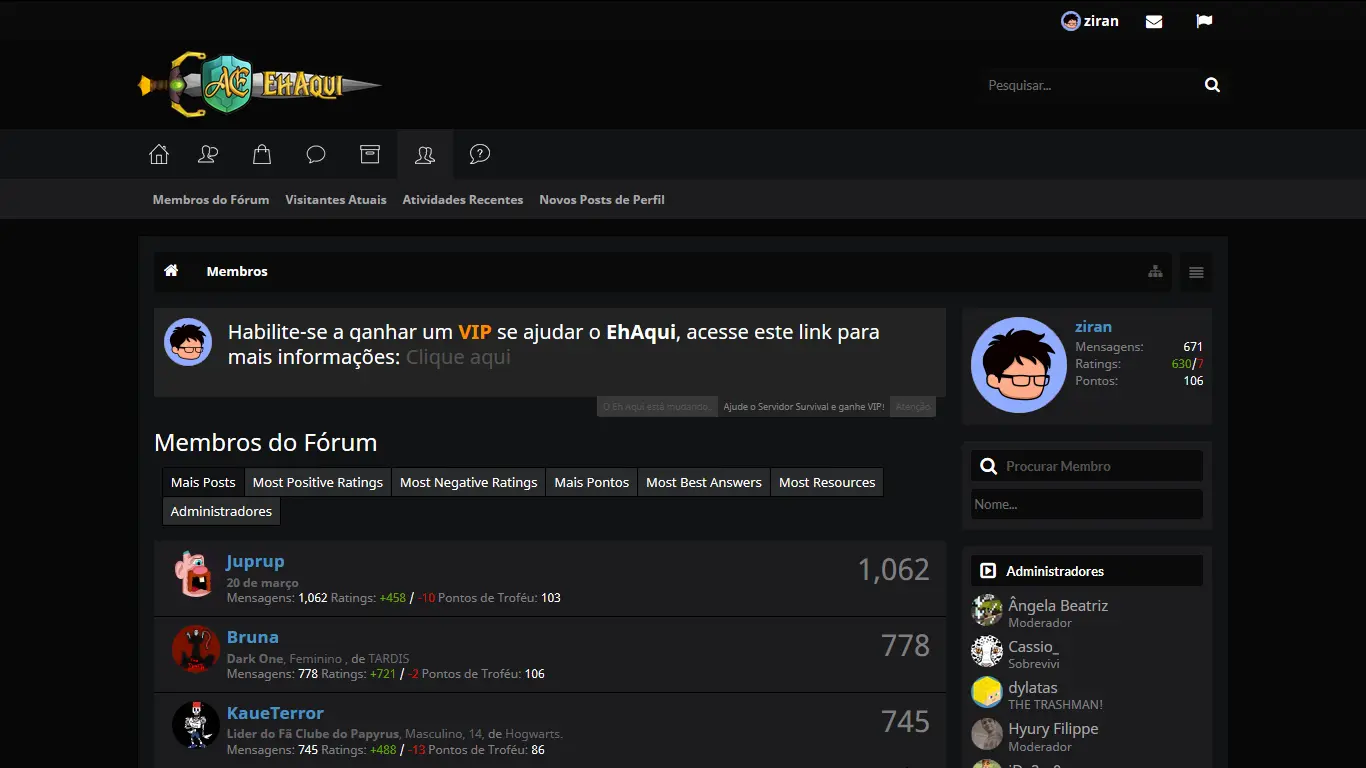 ziran
AE EHAQUI
Pesquisar...
Membros do Fórum Visitantes Atuais Atividades Recentes Novos Posts de Perfil
Membros
Habilite-se a ganhar um VIP se ajudar o EhAqui, acesse este link para
mais informações: Clique aqui
O Eh Aqui está mudando. Ajude o Servidor Survival e ganhe VIP! Atenção
ziran
Mensagens: 671
Ratings: 630/7
Pontos: 106
Membros do Fórum
Mais Posts Most Positive Ratings Most Negative Ratings Mais Pontos Most Best Answers Most Resources
Administradores
Procurar Membro
Nome...
Juprup
20 de março
Mensagens: 1,062 Ratings: +458 / -10 Pontos de Troféu: 103
1,062
Bruna
Dark One, Feminino , de TARDIS
Mensagens: 778 Ratings: +721 / -2 Pontos de Troféu: 106
778
KaueTerror
Lider do Fã Clube do Papyrus, Masculino, 14, de Hogwarts.
Mensagens: 745 Ratings: +488 / -13 Pontos de Troféu: 86
745
Administradores
Ângela Beatriz
Moderador
Cassio_
Sobrevivi
dylatas
THE TRASHMAN!
Hyury Filippe
Moderador